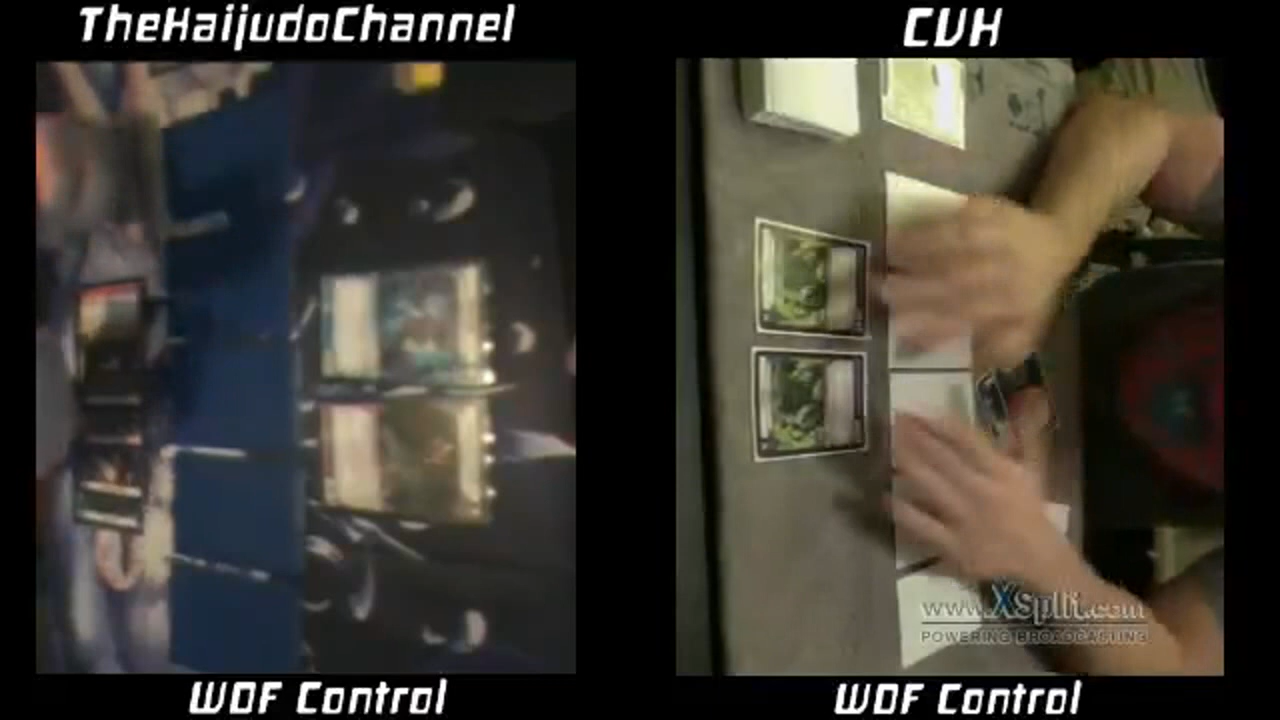 TheKaijudoChannel
CVH
www.XSplit.com
POWERING BROADCASTING
WDF Control
WDF Control